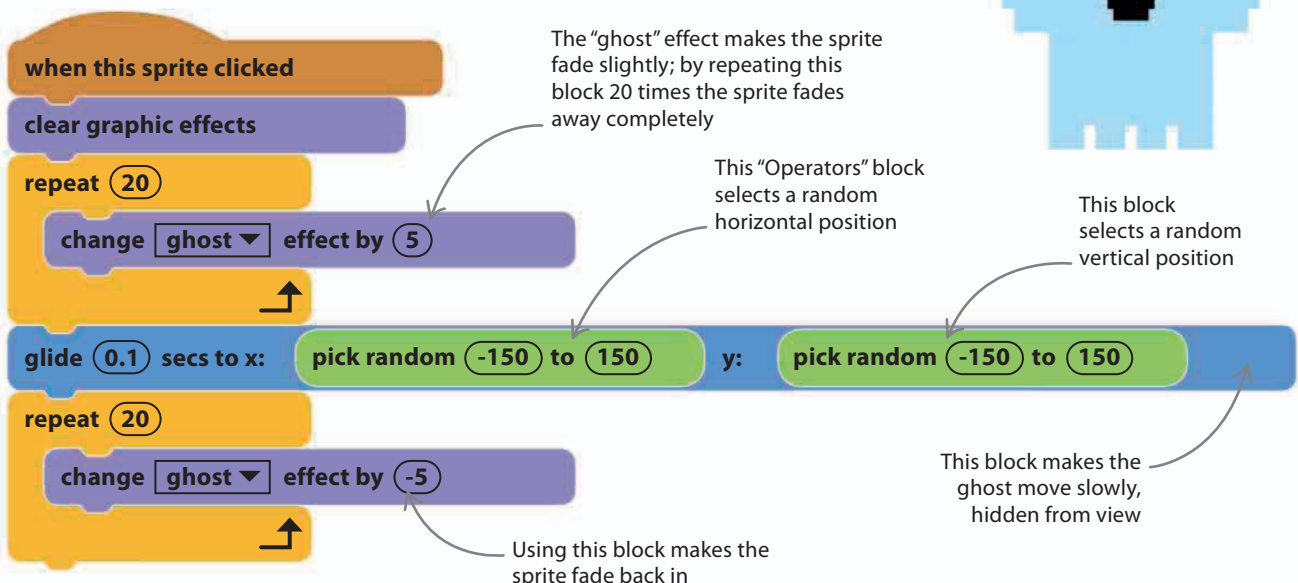 when this sprite clicked
clear graphic effects
repeat 20
change ghost effect by 5
The “ghost” effect makes the sprite
fade slightly; by repeating this
block 20 times the sprite fades
away completely
This “Operators” block
selects a random
horizontal position
This block
selects a random
vertical position
glide 0.1 secs to x: pick random -150 to 150 y: pick random -150 to 150
repeat 20
change ghost effect by -5
This block makes the
ghost move slowly,
hidden from view
Using this block makes the
sprite fade back in